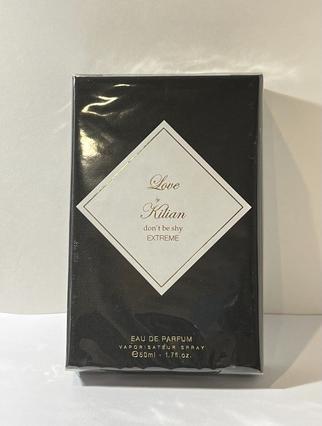 Love
by
Kilian
don't be shy
EXTREME
EAU DE PARFUM
VAPORISATEUR SPRAY
℮50ml - 1.7fl.oz.